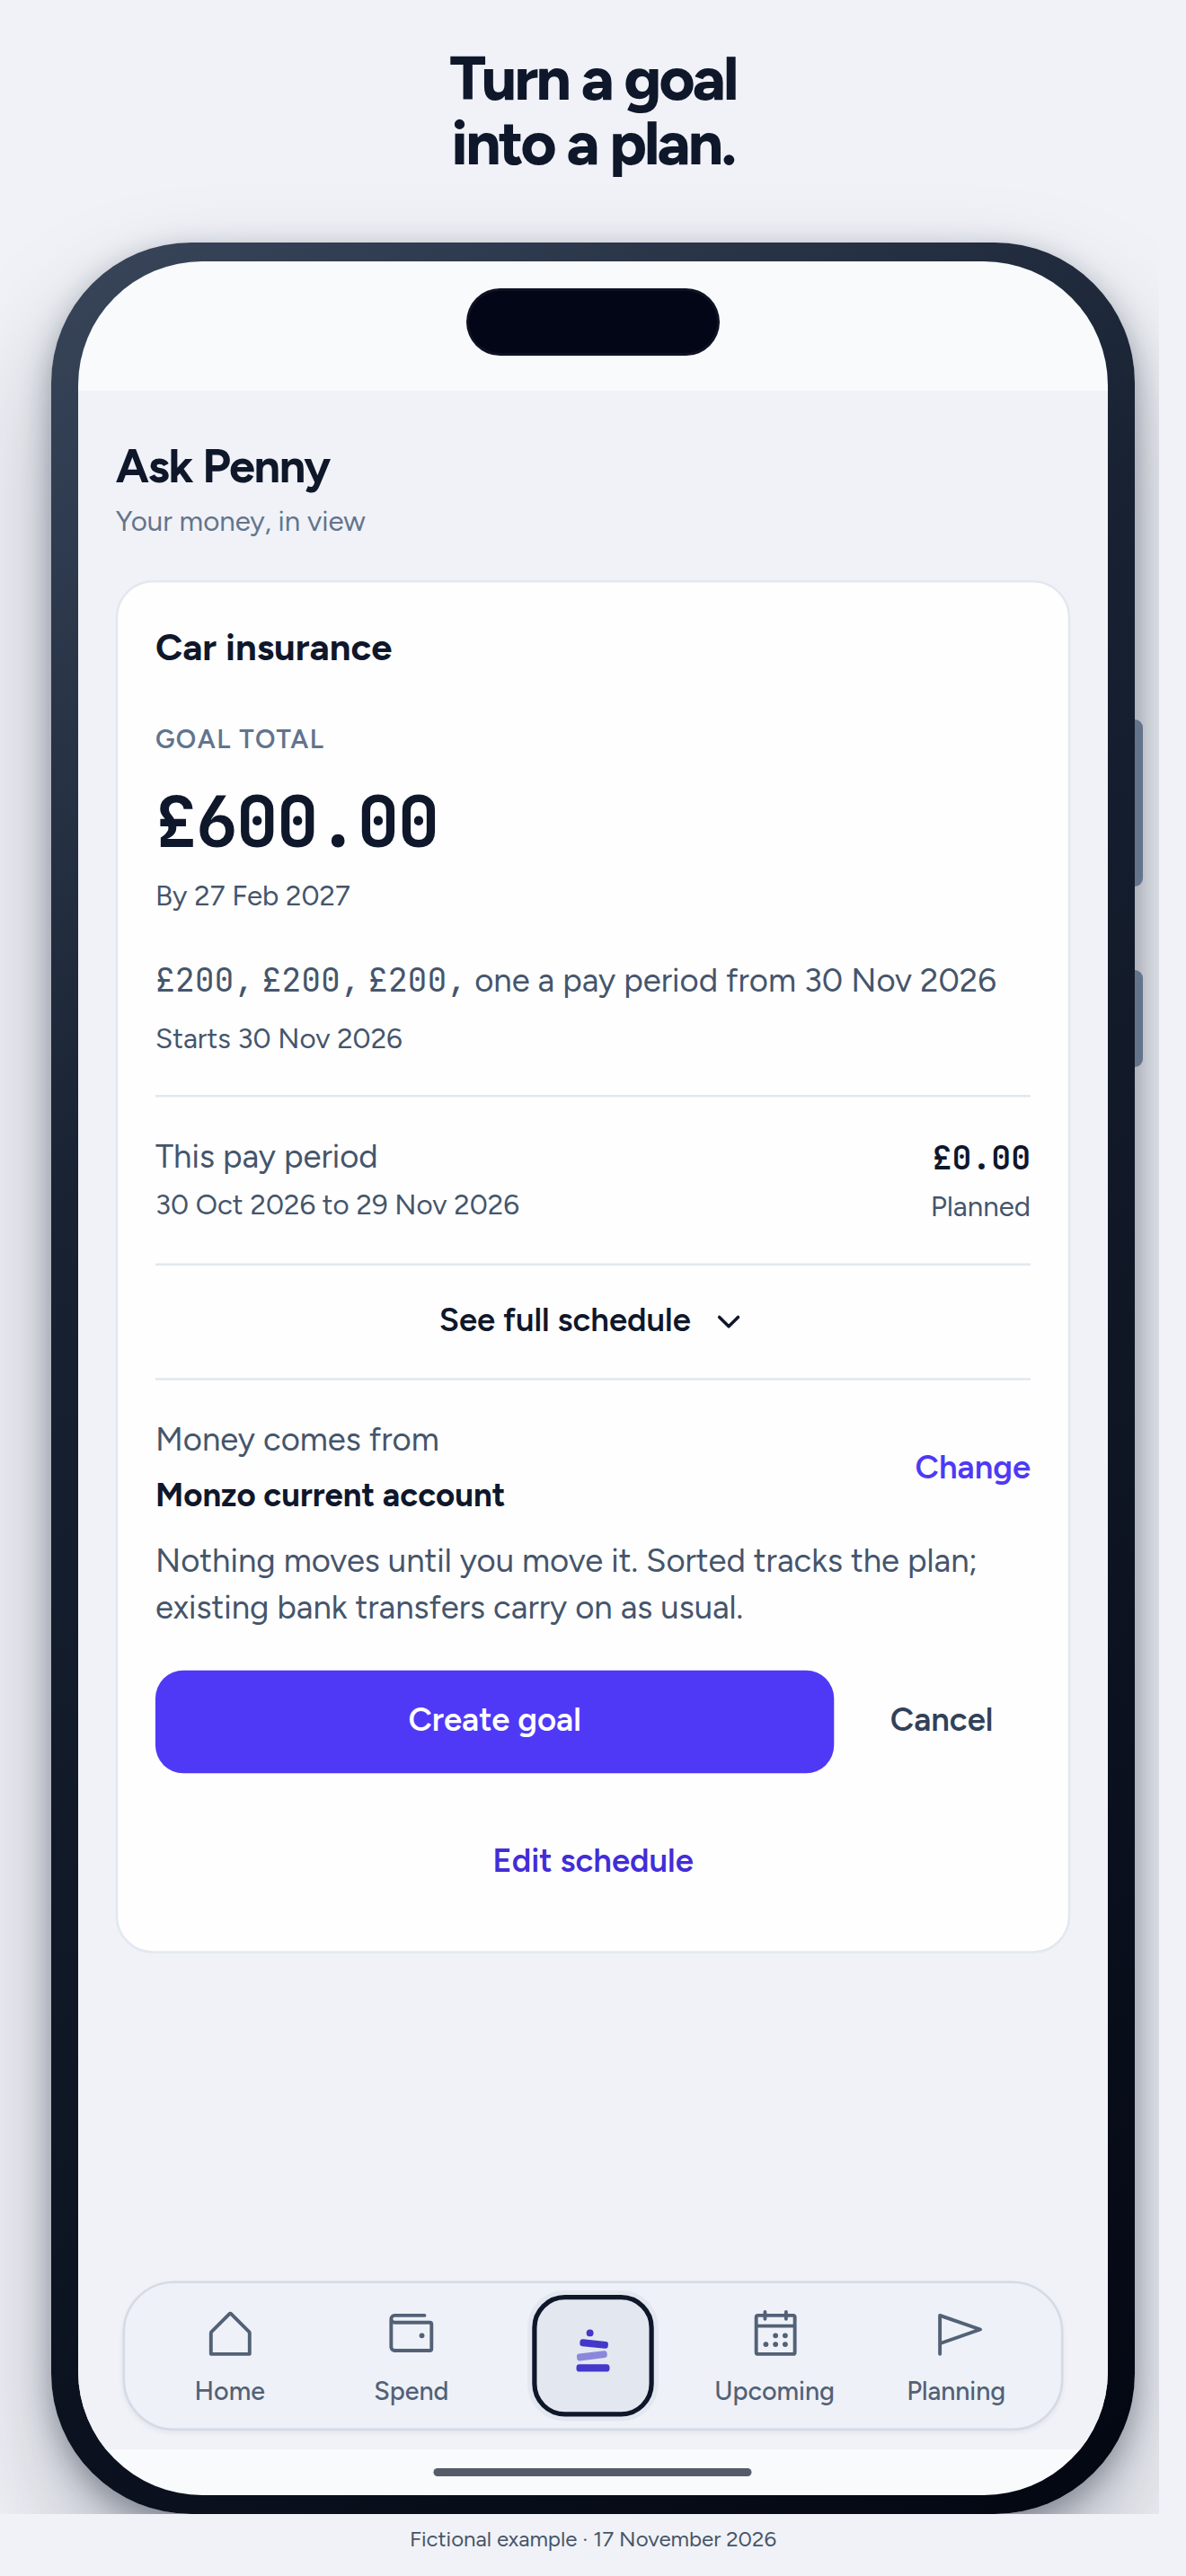 Turn a goal
into a plan.
Ask Penny
Your money, in view
Car insurance
GOAL TOTAL
£600.00
By 27 Feb 2027
£200, £200, £200, one a pay period from 30 Nov 2026
Starts 30 Nov 2026
This pay period
£0.00
30 Oct 2026 to 29 Nov 2026
Planned
See full schedule
Money comes from
Change
Monzo current account
Nothing moves until you move it. Sorted tracks the plan;
existing bank transfers carry on as usual.
Create goal
Cancel
Edit schedule
Home
Spend
Upcoming
Planning
Fictional example · 17 November 2026